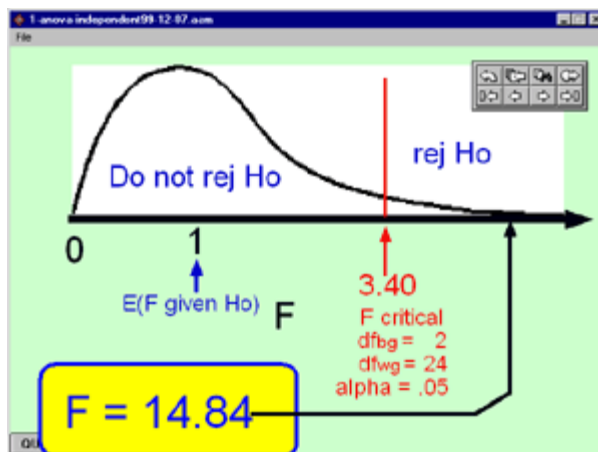 1-anova independent99-12-07.asm
File
Do not rej Ho
rej Ho
0
1
E(F given Ho)
F
3.40
F critical
dfbg = 2
dfwg = 24
alpha = .05
F = 14.84